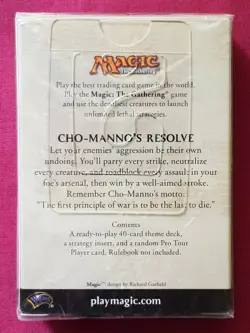 MAGIC
The Gathering
Play the best trading card game in the world.
Play the Magic: The Gathering® game
and use the deadliest creatures to launch
unlimited lethal strategies.
CHO-MANNO'S RESOLVE
Let your enemies' aggression be their own
undoing. You'll parry every strike, neutralize
every creature, and roadblock every assault in
your foe's arsenal, then win by a well-aimed stroke.
Remember Cho-Manno's motto:
"The first principle of war is to be the last to die."
Contents
A ready-to-play 40-card theme deck,
a strategy insert, and a random Pro Tour
Player card. Rulebook not included.
Magic™ design by Richard Garfield
playmagic.com